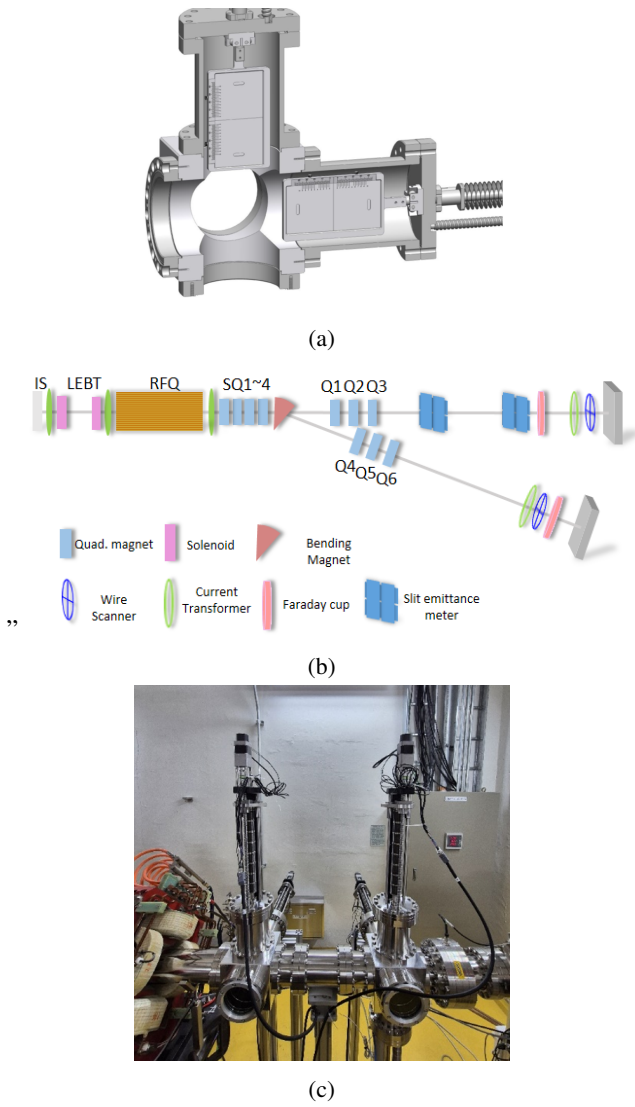 (a)
IS LEBT RFQ SQ1~4 Q1 Q2 Q3
Q4 Q5 Q6
Quad. magnet Solenoid Bending Magnet
Wire Scanner Current Transformer Faraday cup Slit emittance meter
„
(b)
(c)